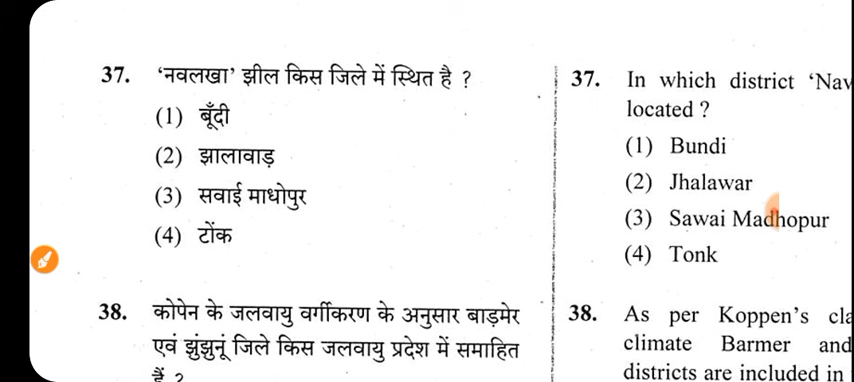 37. 'नवलखा' झील किस जिले में स्थित है ?
(1) बूँदी
(2) झालावाड़
(3) सवाई माधोपुर
(4) टोंक
38. कोपेन के जलवायु वर्गीकरण के अनुसार बाड़मेर
एवं झुंझुनूं जिले किस जलवायु प्रदेश में समाहित
हैं ?
37. In which district 'Nav
located ?
(1) Bundi
(2) Jhalawar
(3) Sawai Madhopur
(4) Tonk
38. As per Koppen's cla
climate Barmer and
districts are included in